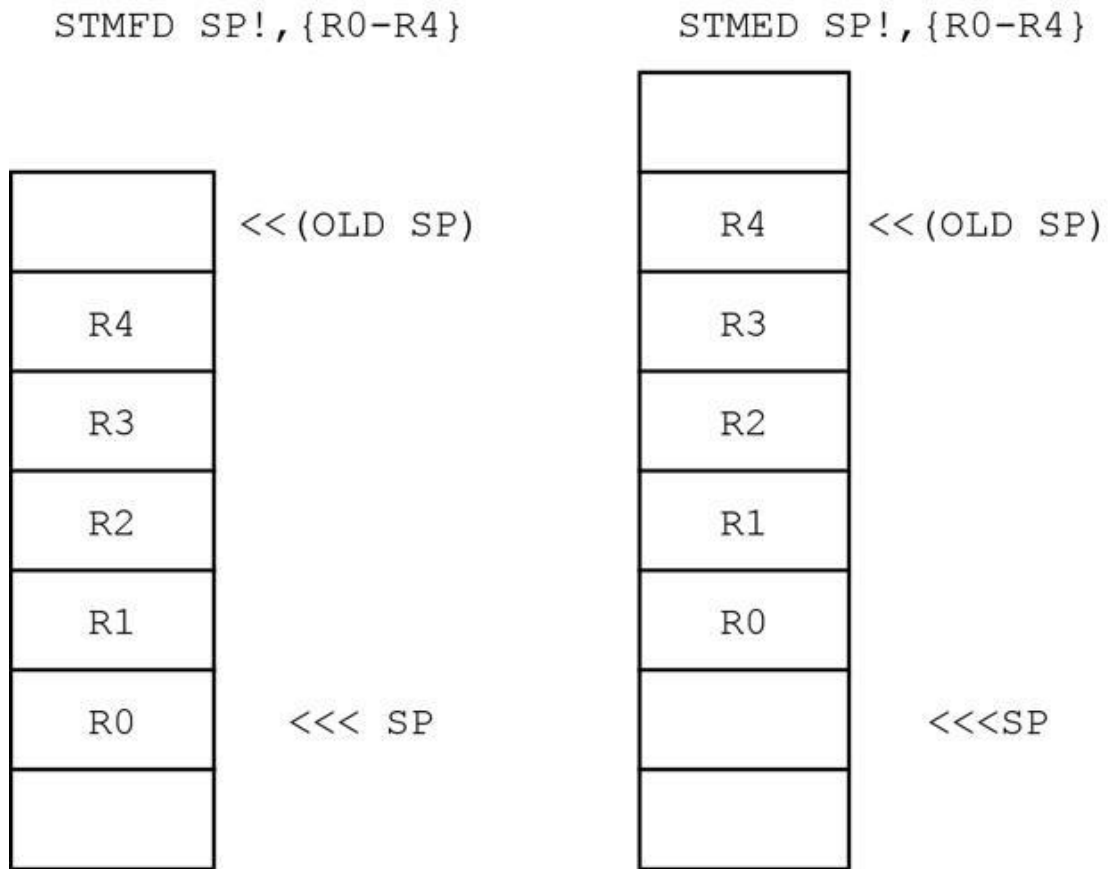 STMFD SP!,{R0-R4}
<<(OLD SP)
R4
R3
R2
R1
R0 <<< SP
STMED SP!,{R0-R4}
R4 <<(OLD SP)
R3
R2
R1
R0
<<<SP